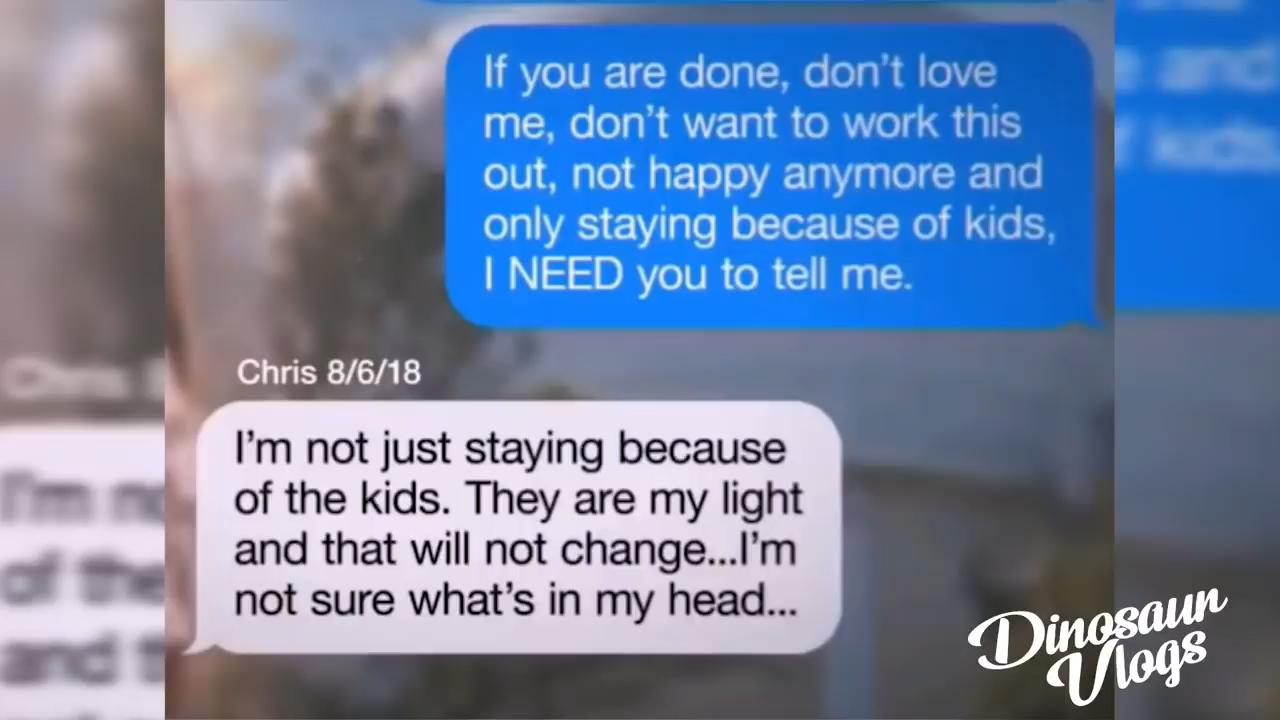 If you are done, don't love
me, don't want to work this
out, not happy anymore and
only staying because of kids,
I NEED you to tell me.
Chris 8/6/18
I'm not just staying because
of the kids. They are my light
and that will not change...I'm
not sure what's in my head...
Dinosaur
Vlogs